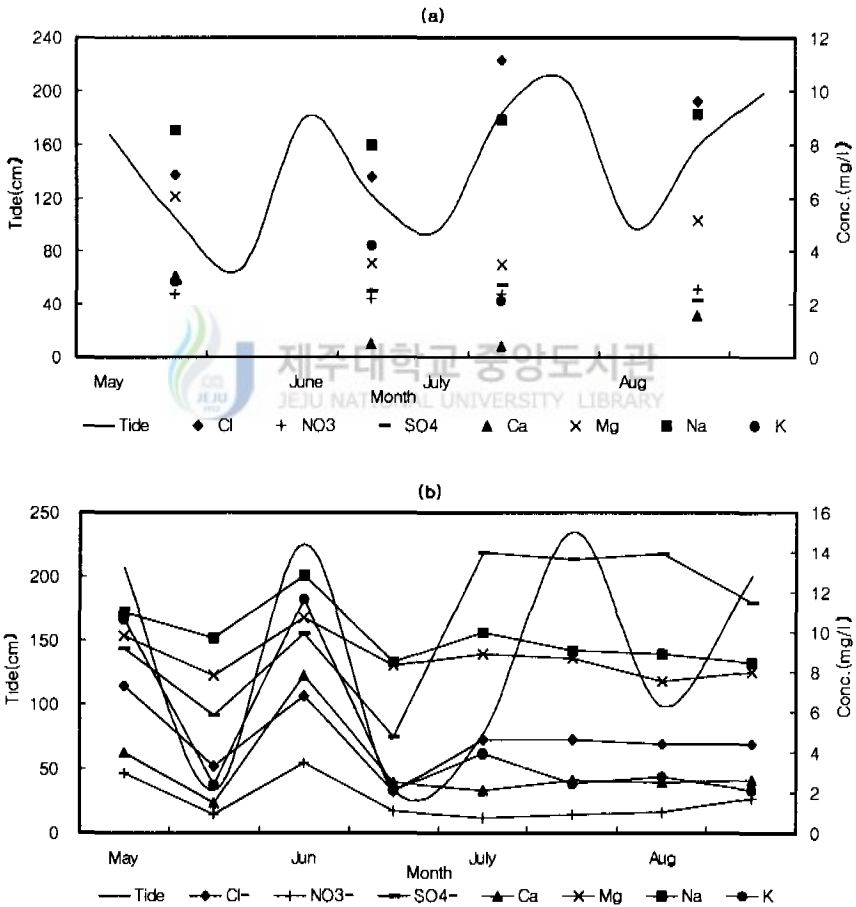 (a)
240 12
200 10
160 8
120 6
80 4
40 2
0 0
Tide(cm)
Conc.(mg/l)
May June July Aug
Month
제주대학교 중앙도서관
JEJU NATIONAL UNIVERSITY LIBRARY
JEJU
1952
Tide Cl NO3 SO4 Ca Mg Na K
(b)
250 16
14
200 12
150 10
8
100 6
4
50 2
0 0
Tide(cm)
Conc.(mg/l)
May Jun July Aug
Month
Tide Cl- NO3- SO4- Ca Mg Na K